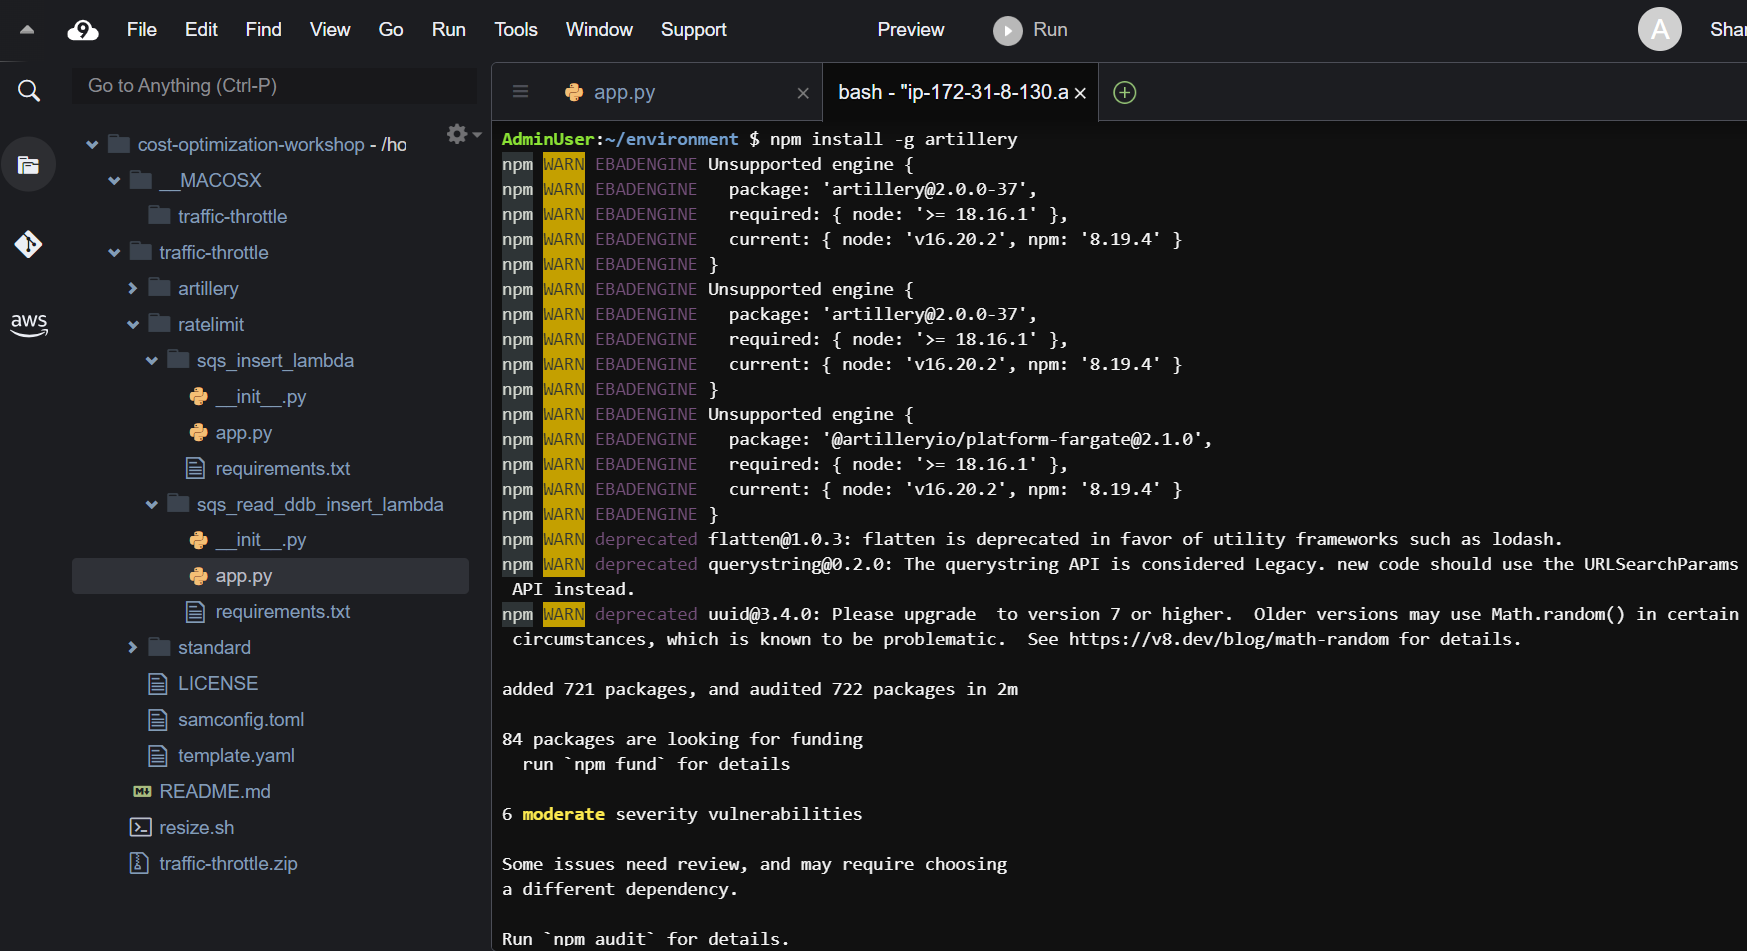 9 File Edit Find View Go Run Tools Window Support Preview Run A Shar
Go to Anything (Ctrl-P)
aws
cost-optimization-workshop - /ho
__MACOSX
traffic-throttle
traffic-throttle
artillery
ratelimit
sqs_insert_lambda
__init__.py
app.py
requirements.txt
sqs_read_ddb_insert_lambda
__init__.py
app.py
requirements.txt
standard
LICENSE
samconfig.toml
template.yaml
README.md
resize.sh
traffic-throttle.zip
app.py
bash - "ip-172-31-8-130.a
AdminUser:~/environment $ npm install -g artillery
npm WARN EBADENGINE Unsupported engine {
npm WARN EBADENGINE   package: 'artillery@2.0.0-37',
npm WARN EBADENGINE   required: { node: '>= 18.16.1' },
npm WARN EBADENGINE   current: { node: 'v16.20.2', npm: '8.19.4' }
npm WARN EBADENGINE }
npm WARN EBADENGINE Unsupported engine {
npm WARN EBADENGINE   package: 'artillery@2.0.0-37',
npm WARN EBADENGINE   required: { node: '>= 18.16.1' },
npm WARN EBADENGINE   current: { node: 'v16.20.2', npm: '8.19.4' }
npm WARN EBADENGINE }
npm WARN EBADENGINE Unsupported engine {
npm WARN EBADENGINE   package: '@artilleryio/platform-fargate@2.1.0',
npm WARN EBADENGINE   required: { node: '>= 18.16.1' },
npm WARN EBADENGINE   current: { node: 'v16.20.2', npm: '8.19.4' }
npm WARN EBADENGINE }
npm WARN deprecated flatten@1.0.3: flatten is deprecated in favor of utility frameworks such as lodash.
npm WARN deprecated querystring@0.2.0: The querystring API is considered Legacy. new code should use the URLSearchParams
API instead.
npm WARN deprecated uuid@3.4.0: Please upgrade  to version 7 or higher.  Older versions may use Math.random() in certain
circumstances, which is known to be problematic.  See https://v8.dev/blog/math-random for details.
added 721 packages, and audited 722 packages in 2m
84 packages are looking for funding
run `npm fund` for details
6 moderate severity vulnerabilities
Some issues need review, and may require choosing
a different dependency.
Run `npm audit` for details.